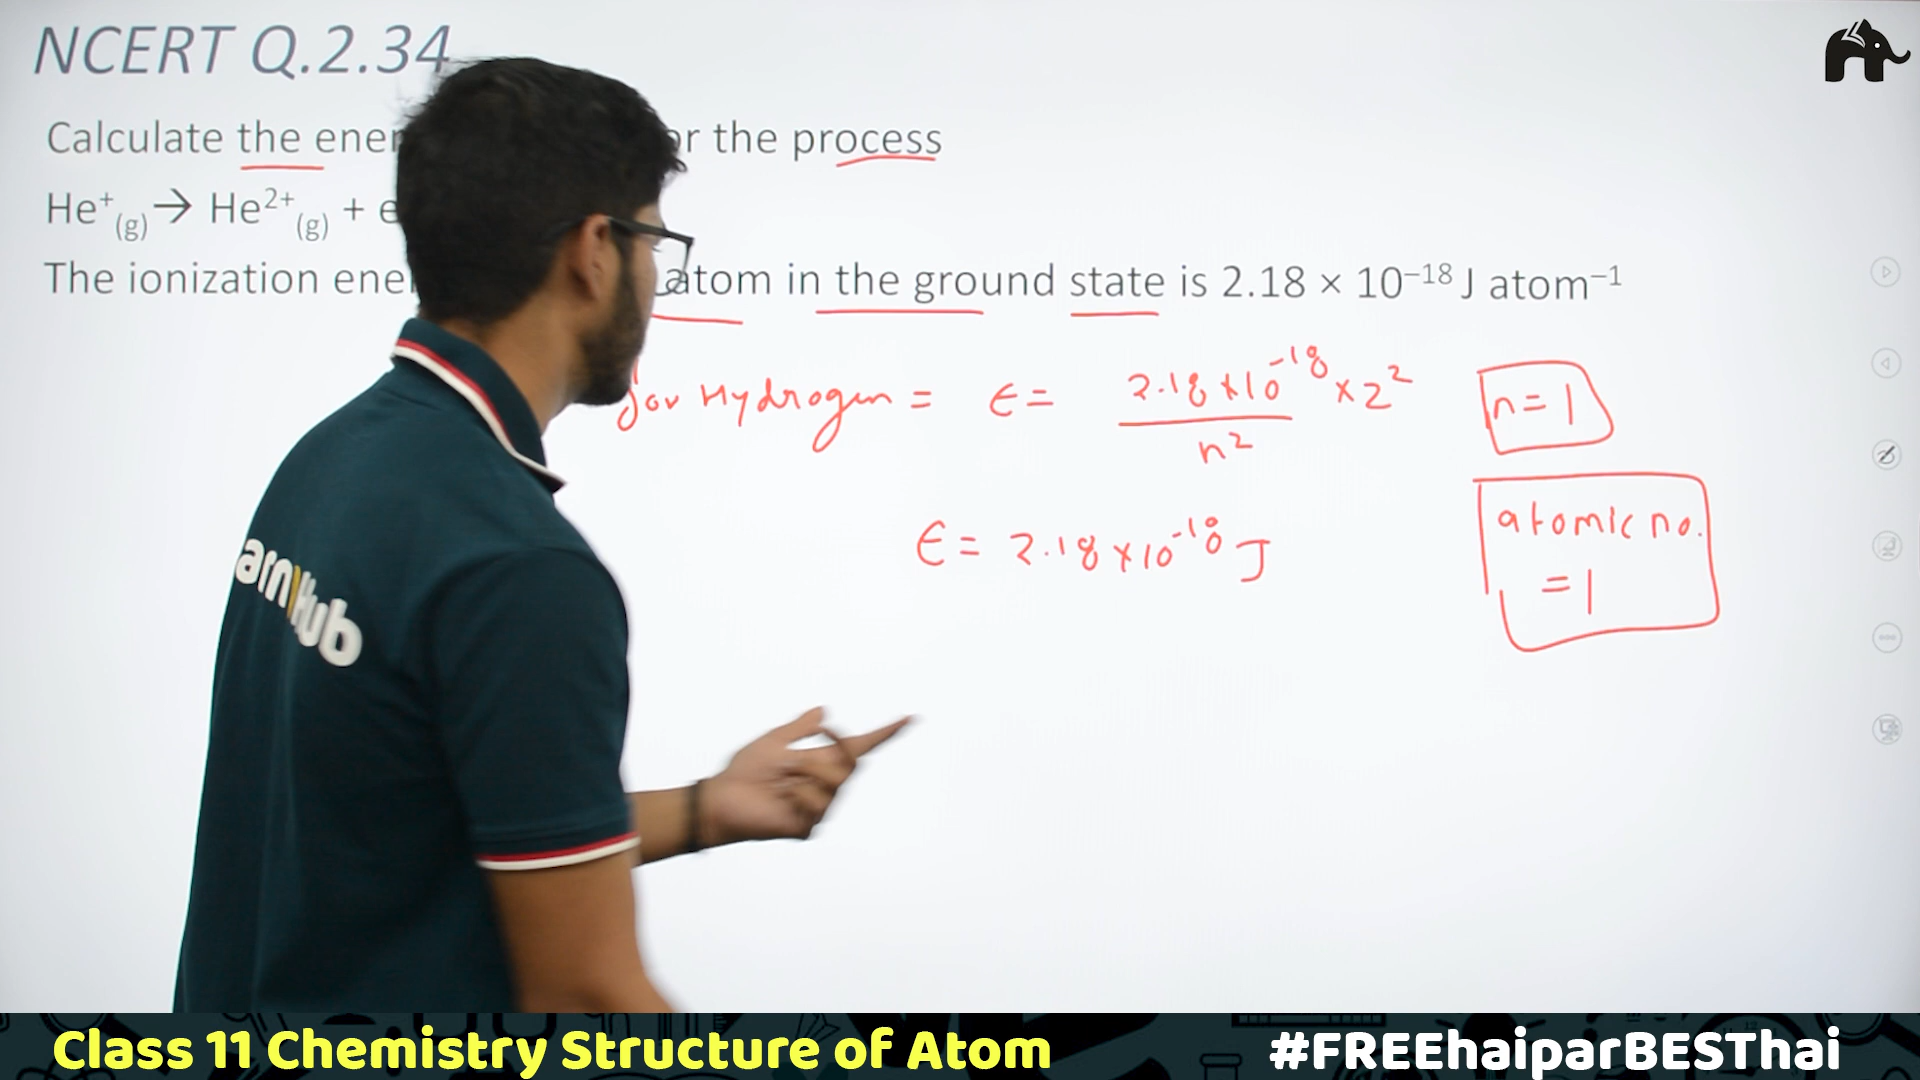 NCERT Q.2.34
Calculate the ener r the process
He⁺(g)→ He²⁺(g) + e
The ionization ene atom in the ground state is 2.18 × 10⁻¹⁸ J atom⁻¹
for Hydrogen = E = 2.18×10⁻¹⁸ / n² × z² n = 1
E = 2.18×10⁻¹⁸ J
atomic no.
= 1
arn Hub
Class 11 Chemistry Structure of Atom #FREEhaiparBESThai